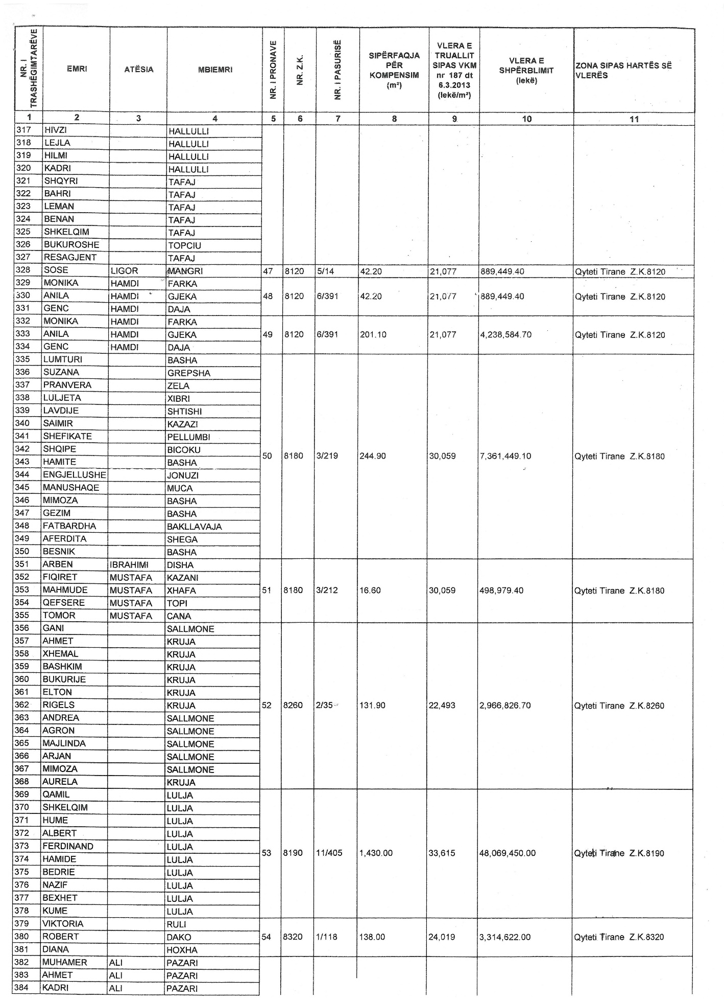 NR. I TRASHËGIMTARËVE EMRI ATËSIA MBIEMRI NR. I PRONAVE NR. Z.K. NR. I PASURISË SIPËRFAQJA PËR KOMPENSIM (m²) VLERA E TRUALLIT SIPAS VKM nr 187 dt 6.3.2013 (lekë/m²) VLERA E SHPËRBLIMIT (lekë) ZONA SIPAS HARTËS SË VLERËS
1 2 3 4 5 6 7 8 9 10 11
317 HIVZI HALLULLI
318 LEJLA HALLULLI
319 HILMI HALLULLI
320 KADRI HALLULLI
321 SHQYRI TAFAJ
322 BAHRI TAFAJ
323 LEMAN TAFAJ
324 BENAN TAFAJ
325 SHKELQIM TAFAJ
326 BUKUROSHE TOPCIU
327 RESAGJENT TAFAJ
328 SOSE LIGOR MANGRI 47 8120 5/14 42.20 21,077 889,449.40 Qyteti Tirane Z.K.8120
329 MONIKA HAMDI FARKA
330 ANILA HAMDI GJEKA 48 8120 6/391 42.20 21,077 889,449.40 Qyteti Tirane Z.K.8120
331 GENC HAMDI DAJA
332 MONIKA HAMDI FARKA
333 ANILA HAMDI GJEKA 49 8120 6/391 201.10 21,077 4,238,584.70 Qyteti Tirane Z.K.8120
334 GENC HAMDI DAJA
335 LUMTURI BASHA
336 SUZANA GREPSHA
337 PRANVERA ZELA
338 LULJETA XIBRI
339 LAVDIJE SHTISHI
340 SAIMIR KAZAZI
341 SHEFIKATE PELLUMBI
342 SHQIPE BICOKU
50 8180 3/219 244.90 30,059 7,361,449.10 Qyteti Tirane Z.K.8180
343 HAMITE BASHA
344 ENGJELLUSHE JONUZI
345 MANUSHAQE MUCA
346 MIMOZA BASHA
347 GEZIM BASHA
348 FATBARDHA BAKLLAVAJA
349 AFERDITA SHEGA
350 BESNIK BASHA
351 ARBEN IBRAHIMI DISHA
352 FIQIRET MUSTAFA KAZANI
353 MAHMUDE MUSTAFA XHAFA 51 8180 3/212 16.60 30,059 498,979.40 Qyteti Tirane Z.K.8180
354 QEFSERE MUSTAFA TOPI
355 TOMOR MUSTAFA CANA
356 GANI SALLMONE
357 AHMET KRUJA
358 XHEMAL KRUJA
359 BASHKIM KRUJA
360 BUKURIJE KRUJA
361 ELTON KRUJA
362 RIGELS KRUJA 52 8260 2/35 131.90 22,493 2,966,826.70 Qyteti Tirane Z.K.8260
363 ANDREA SALLMONE
364 AGRON SALLMONE
365 MAJLINDA SALLMONE
366 ARJAN SALLMONE
367 MIMOZA SALLMONE
368 AURELA KRUJA
369 QAMIL LULJA
370 SHKELQIM LULJA
371 HUME LULJA
372 ALBERT LULJA
373 FERDINAND LULJA
53 8190 11/405 1,430.00 33,615 48,069,450.00 Qyteti Tirane Z.K.8190
374 HAMIDE LULJA
375 BEDRIE LULJA
376 NAZIF LULJA
377 BEXHET LULJA
378 KUME LULJA
379 VIKTORIA RULI
380 ROBERT DAKO 54 8320 1/118 138.00 24,019 3,314,622.00 Qyteti Tirane Z.K.8320
381 DIANA HOXHA
382 MUHAMER ALI PAZARI
383 AHMET ALI PAZARI
384 KADRI ALI PAZARI